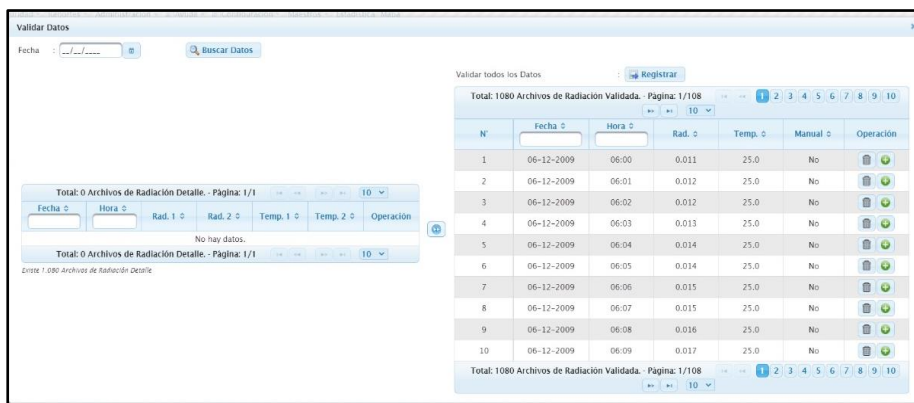 Validar Datos
Fecha : __/__/____ Buscar Datos
Validar todos los Datos : Registrar
Total: 1080 Archivos de Radiación Validada. - Página: 1/108 1 2 3 4 5 6 7 8 9 10
10
N° Fecha Hora Rad. Temp. Manual Operación
1 06-12-2009 06:00 0.011 25.0 No
2 06-12-2009 06:01 0.012 25.0 No
3 06-12-2009 06:02 0.012 25.0 No
4 06-12-2009 06:03 0.013 25.0 No
5 06-12-2009 06:04 0.014 25.0 No
6 06-12-2009 06:05 0.014 25.0 No
7 06-12-2009 06:06 0.015 25.0 No
8 06-12-2009 06:07 0.015 25.0 No
9 06-12-2009 06:08 0.016 25.0 No
10 06-12-2009 06:09 0.017 25.0 No
Total: 1080 Archivos de Radiación Validada. - Página: 1/108 1 2 3 4 5 6 7 8 9 10
10
Total: 0 Archivos de Radiación Detalle. - Página: 1/1 10
Fecha Hora Rad. 1 Rad. 2 Temp. 1 Temp. 2 Operación
No hay datos.
Total: 0 Archivos de Radiación Detalle. - Página: 1/1 10
Existe 1.080 Archivos de Radiación Detalle